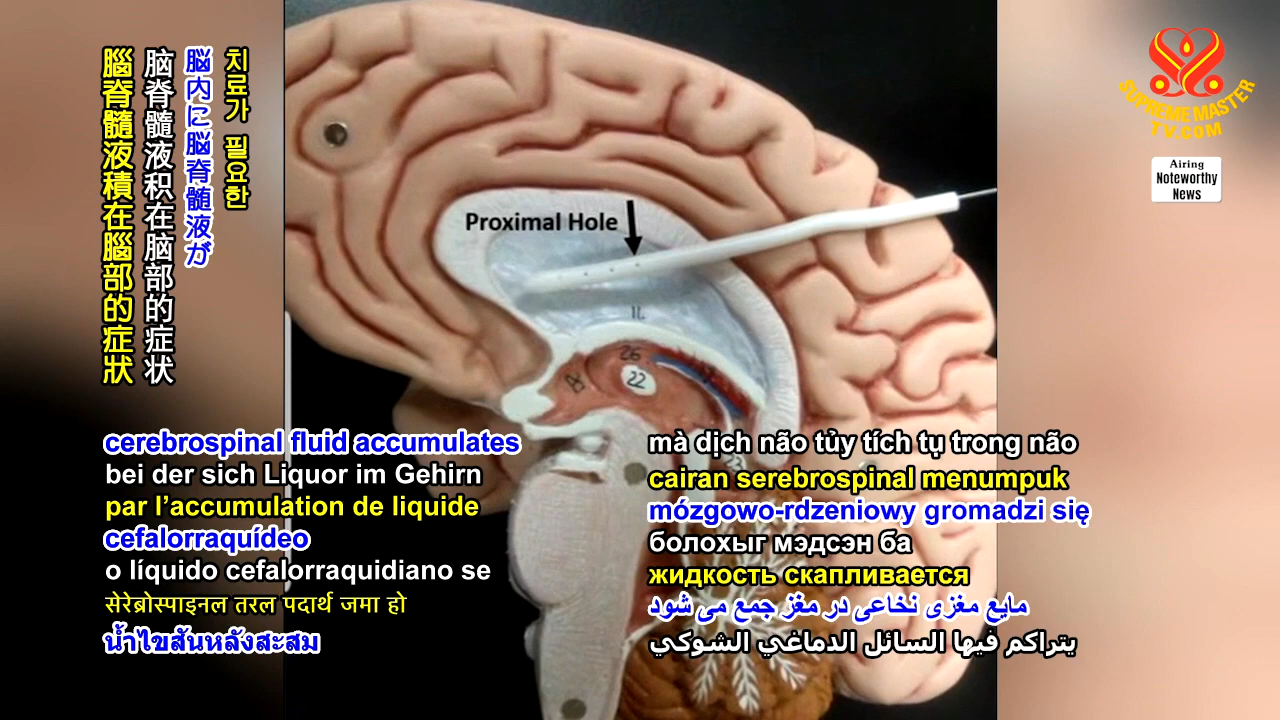 치료가 필요한
脳内に脳脊髄液が
脑脊髓液积在脑部的症状
腦脊髓液積在腦部的症狀
SUPREME MASTER
TV.COM
Airing
Noteworthy
News
Proximal Hole
11
26
22
cerebrospinal fluid accumulates
bei der sich Liquor im Gehirn
par l’accumulation de liquide
cefalorraquídeo
o líquido cefalorraquidiano se
सेरेब्रोस्पाइनल तरल पदार्थ जमा हो
น้ำไขสันหลังสะสม
mà dịch não tủy tích tụ trong não
cairan serebrospinal menumpuk
mózgowo-rdzeniowy gromadzi się
болохыг мэдсэн ба
жидкость скапливается
مایع مغزی نخاعی در مغز جمع می شود
يتراكم فيها السائل الدماغي الشوكي